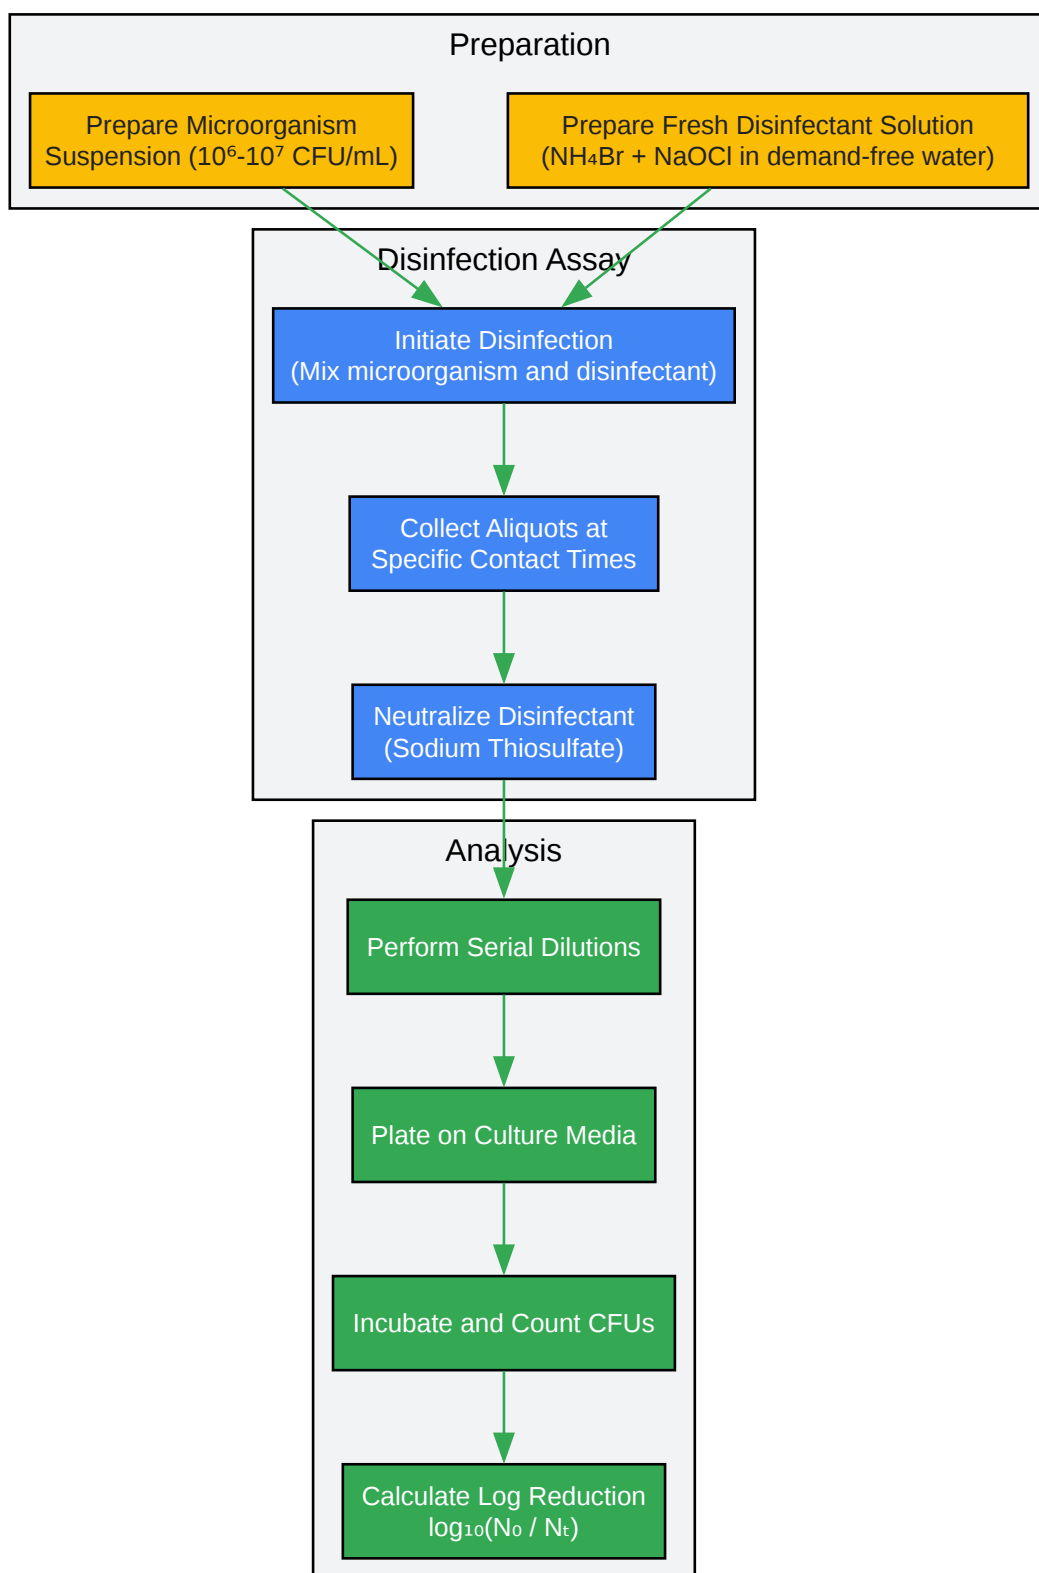 Preparation
Prepare Microorganism
Suspension (10⁶-10⁷ CFU/mL)
Prepare Fresh Disinfectant Solution
(NH₄Br + NaOCl in demand-free water)
Disinfection Assay
Initiate Disinfection
(Mix microorganism and disinfectant)
Collect Aliquots at
Specific Contact Times
Neutralize Disinfectant
(Sodium Thiosulfate)
Analysis
Perform Serial Dilutions
Plate on Culture Media
Incubate and Count CFUs
Calculate Log Reduction
log₁₀(N₀ / Nₜ)